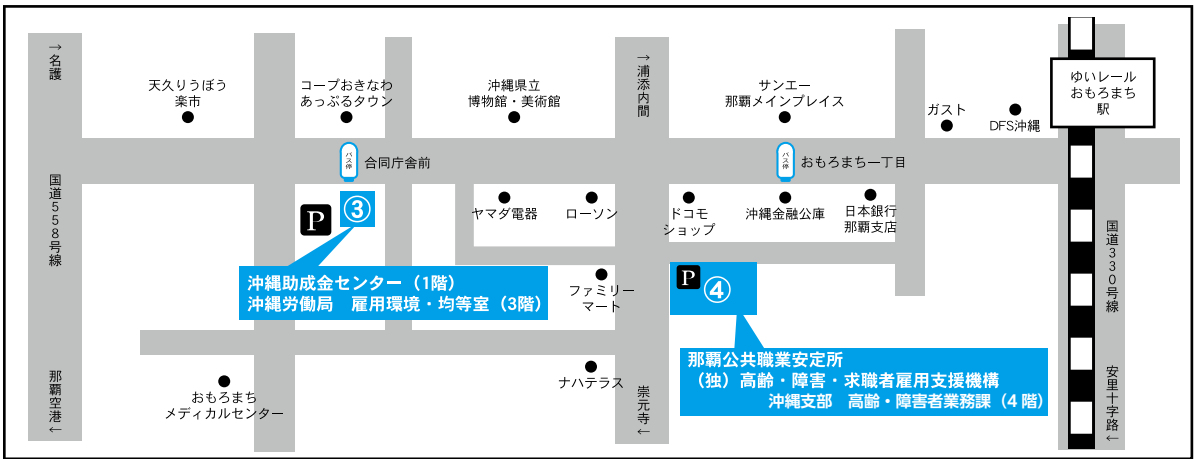 →名護
天久りうぼう
楽市
コープおきなわ
あっぷるタウン
沖縄県立
博物館・美術館
→浦添内間
サンエー
那覇メインプレイス
ガスト
DFS沖縄
ゆいレール
おもろまち
駅
バス停
合同庁舎前
バス停
おもろまち一丁目
国道558号線
P
③
ヤマダ電器
ローソン
ドコモ
ショップ
沖縄金融公庫
日本銀行
那覇支店
国道330号線
沖縄助成金センター（1階）
沖縄労働局　雇用環境・均等室（3階）
ファミリー
マート
P
④
那覇公共職業安定所
（独）高齢・障害・求職者雇用支援機構
沖縄支部　高齢・障害者業務課（4階）
那覇空港←
おもろまち
メディカルセンター
ナハテラス
崇元寺←
安里十字路←